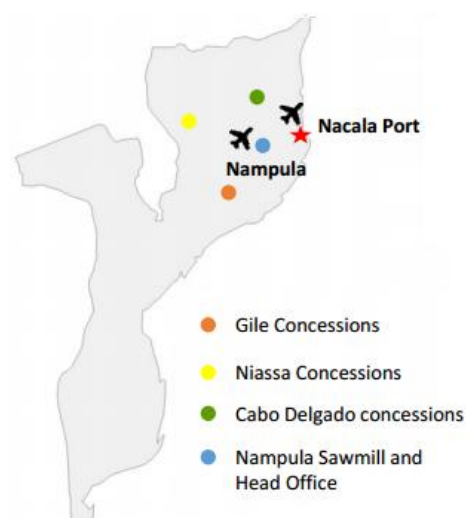 Nacala Port
Nampula
Gile Concessions
Niassa Concessions
Cabo Delgado concessions
Nampula Sawmill and
Head Office